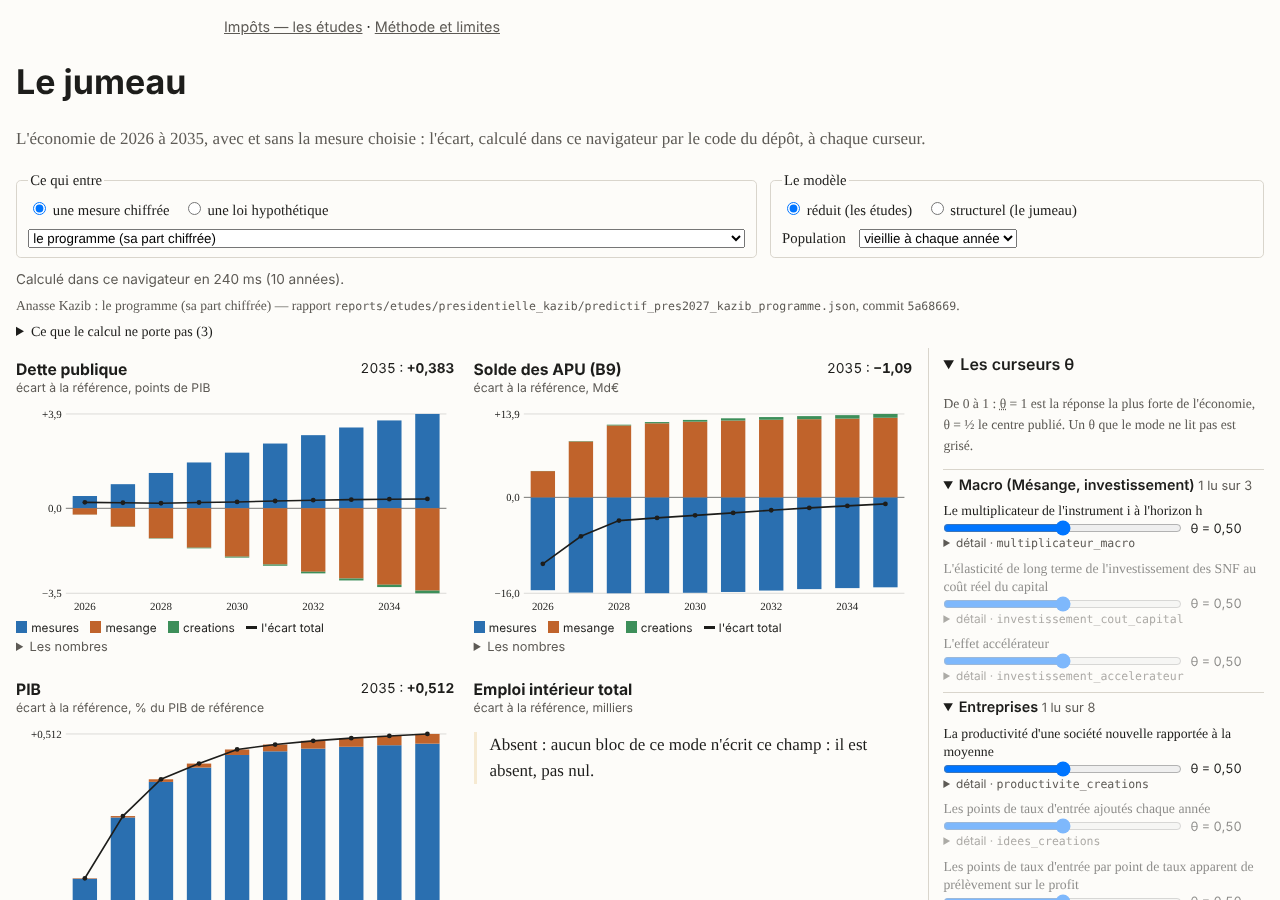 Impôts — les études · Méthode et limites
Le jumeau
L'économie de 2026 à 2035, avec et sans la mesure choisie : l'écart, calculé dans ce navigateur par le code du dépôt, à chaque curseur.
Ce qui entre
une mesure chiffrée une loi hypothétique
le programme (sa part chiffrée)
Le modèle
réduit (les études) structurel (le jumeau)
Population vieillie à chaque année
Calculé dans ce navigateur en 240 ms (10 années).
Anasse Kazib : le programme (sa part chiffrée) — rapport reports/etudes/presidentielle_kazib/predictif_pres2027_kazib_programme.json, commit 5a68669.
Ce que le calcul ne porte pas (3)
Dette publique 2035 : +0,383
écart à la référence, points de PIB
+3,9
0,0
−3,5
2026 2028 2030 2032 2034
mesures mesange creations l'écart total
Les nombres
Solde des APU (B9) 2035 : −1,09
écart à la référence, Md€
+13,9
0,0
−16,0
2026 2028 2030 2032 2034
mesures mesange creations l'écart total
Les nombres
PIB 2035 : +0,512
écart à la référence, % du PIB de référence
+0,512
Emploi intérieur total
écart à la référence, milliers
Absent : aucun bloc de ce mode n'écrit ce champ : il est
absent, pas nul.
Les curseurs θ
De 0 à 1 : θ = 1 est la réponse la plus forte de l'économie,
θ = ½ le centre publié. Un θ que le mode ne lit pas est
grisé.
Macro (Mésange, investissement) 1 lu sur 3
Le multiplicateur de l'instrument i à l'horizon h
θ = 0,50
détail · multiplicateur_macro
L'élasticité de long terme de l'investissement des SNF au
coût réel du capital
θ = 0,50
détail · investissement_cout_capital
L'effet accélérateur
θ = 0,50
détail · investissement_accelerateur
Entreprises 1 lu sur 8
La productivité d'une société nouvelle rapportée à la
moyenne
θ = 0,50
détail · productivite_creations
Les points de taux d'entrée ajoutés chaque année
θ = 0,50
détail · idees_creations
Les points de taux d'entrée par point de taux apparent de
prélèvement sur le profit